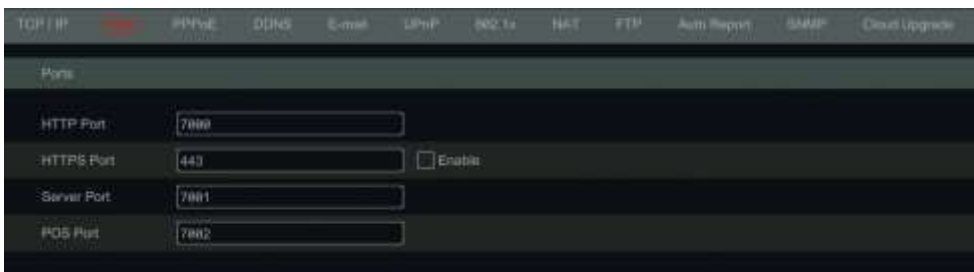 TCP / IP PPPoE DDNS E-mail UPnP 802.1x NAT FTP Auto Report SNMP Cloud Upgrade
Ports
HTTP Port 7000
HTTPS Port 443 Enable
Server Port 7001
POS Port 7002